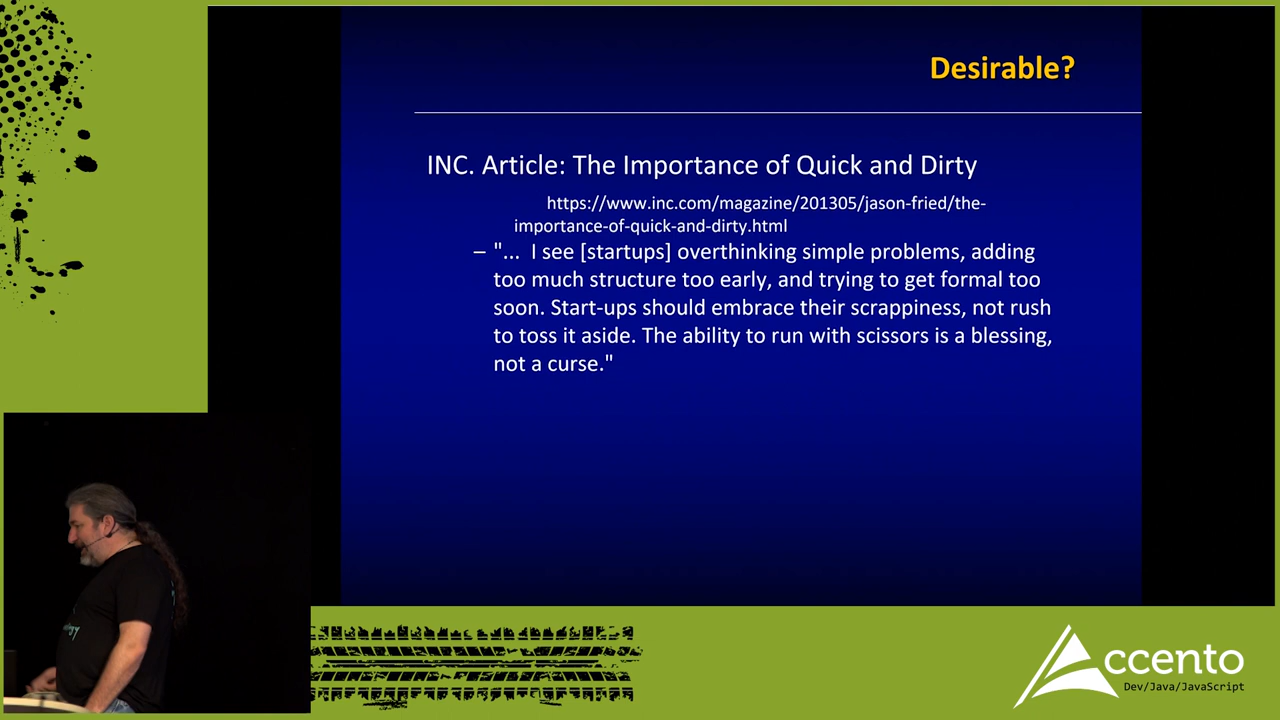 Desirable?
INC. Article: The Importance of Quick and Dirty
https://www.inc.com/magazine/201305/jason-fried/the-
importance-of-quick-and-dirty.html
– "... I see [startups] overthinking simple problems, adding
too much structure too early, and trying to get formal too
soon. Start-ups should embrace their scrappiness, not rush
to toss it aside. The ability to run with scissors is a blessing,
not a curse."
ccento
Dev/Java/JavaScript